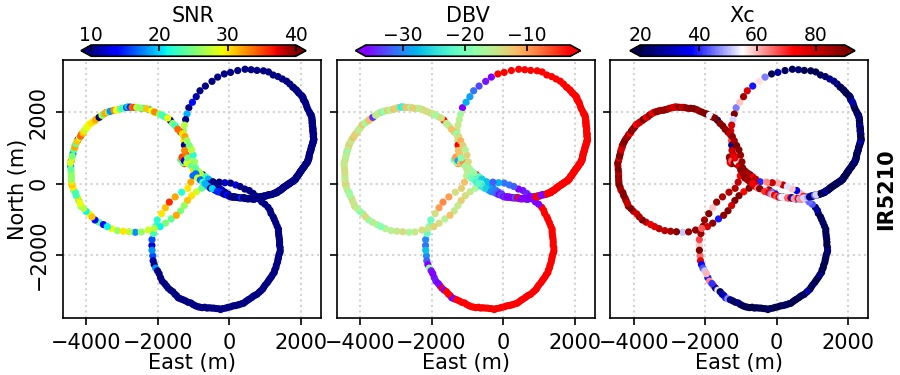 SNR DBV Xc
10 20 30 40 −30 −20 −10 20 40 60 80
North (m)
2000
0
−2000
−4000 −2000 0 2000 −4000 −2000 0 2000 −4000 −2000 0 2000
East (m) East (m) East (m)
IR5210